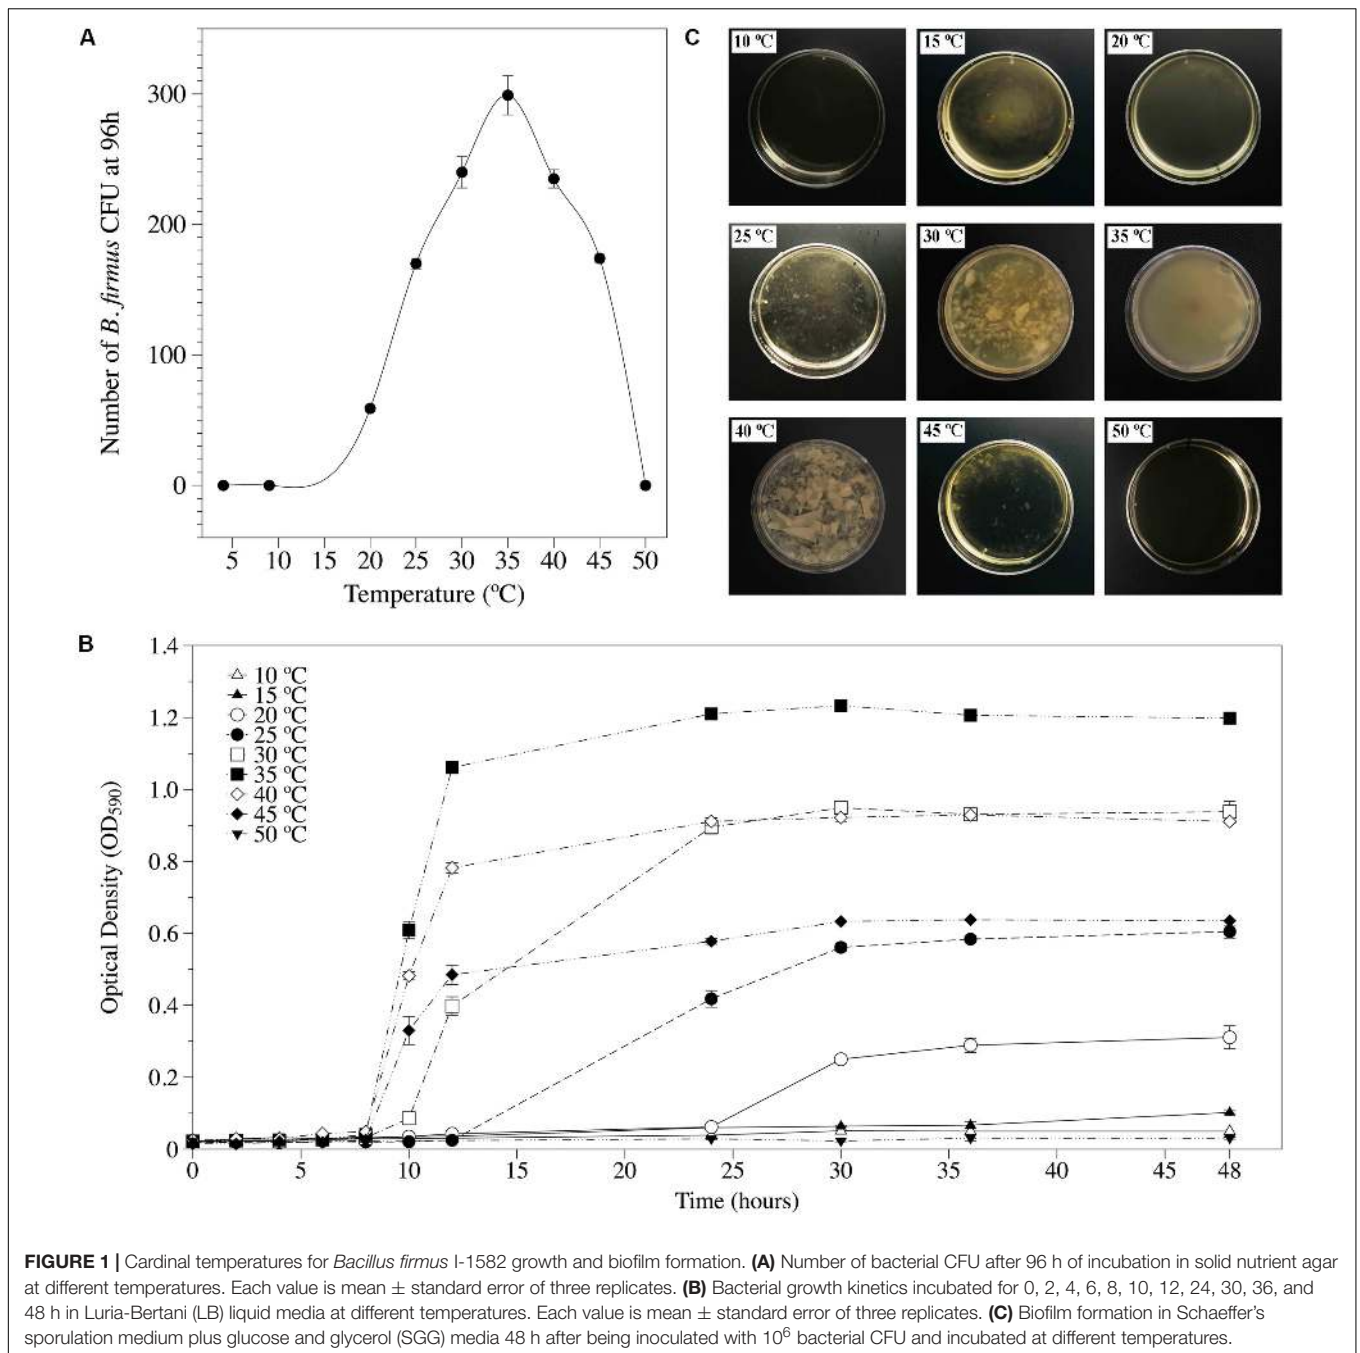 A
Number of B. firmus CFU at 96h
300
200
100
0
5 10 15 20 25 30 35 40 45 50
Temperature (ºC)
C
10 ºC
15 ºC
20 ºC
25 ºC
30 ºC
35 ºC
40 ºC
45 ºC
50 ºC
B
Optical Density (OD590)
1.4
1.2
1.0
0.8
0.6
0.4
0.2
0
10 ºC
15 ºC
20 ºC
25 ºC
30 ºC
35 ºC
40 ºC
45 ºC
50 ºC
0 5 10 15 20 25 30 35 40 45 48
Time (hours)
FIGURE 1 | Cardinal temperatures for Bacillus firmus I-1582 growth and biofilm formation. (A) Number of bacterial CFU after 96 h of incubation in solid nutrient agar
at different temperatures. Each value is mean ± standard error of three replicates. (B) Bacterial growth kinetics incubated for 0, 2, 4, 6, 8, 10, 12, 24, 30, 36, and
48 h in Luria-Bertani (LB) liquid media at different temperatures. Each value is mean ± standard error of three replicates. (C) Biofilm formation in Schaeffer's
sporulation medium plus glucose and glycerol (SGG) media 48 h after being inoculated with 10⁶ bacterial CFU and incubated at different temperatures.